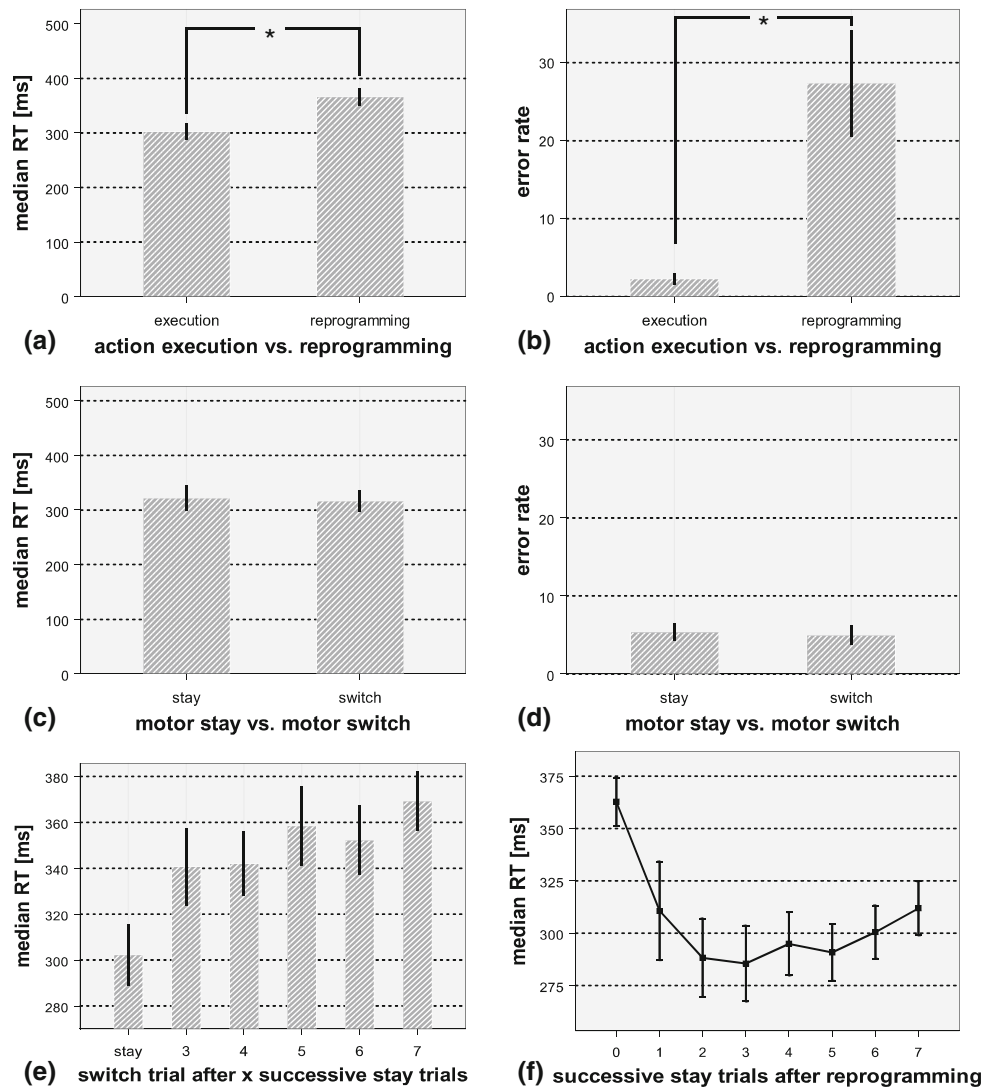 500
400
300
200
100
0
median RT [ms]
*
execution
reprogramming
(a)
action execution vs. reprogramming
30
20
10
0
error rate
*
execution
reprogramming
(b)
action execution vs. reprogramming
500
400
300
200
100
0
median RT [ms]
stay
switch
(c)
motor stay vs. motor switch
30
20
10
0
error rate
stay
switch
(d)
motor stay vs. motor switch
380
360
340
320
300
280
median RT [ms]
stay 3 4 5 6 7
(e)
switch trial after x successive stay trials
375
350
325
300
275
median RT [ms]
0 1 2 3 4 5 6 7
(f)
successive stay trials after reprogramming